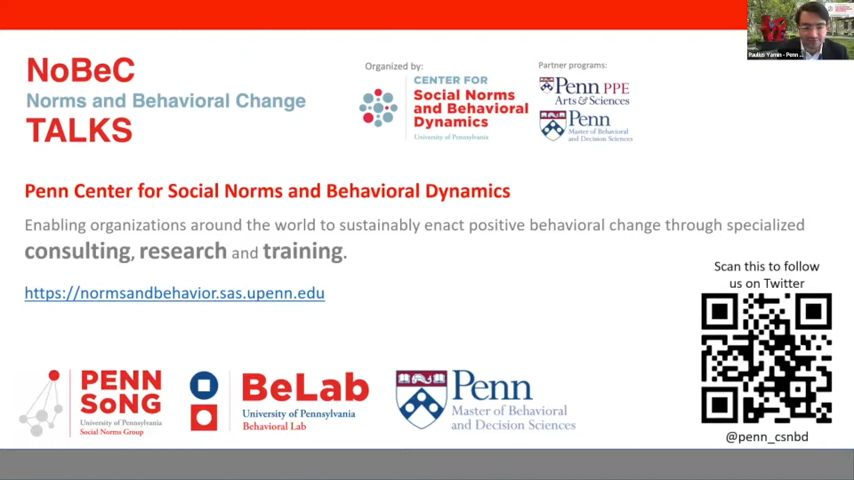 NoBeC
Norms and Behavioral Change
TALKS
Organized by:
CENTER FOR
Social Norms
and Behavioral
Dynamics
University of Pennsylvania
Partner programs:
Penn PPE
Arts & Sciences
Penn
Master of Behavioral
and Decision Sciences
LOVE
Paulius Yamin - Penn
Penn Center for Social Norms and Behavioral Dynamics
Enabling organizations around the world to sustainably enact positive behavioral change through specialized
consulting, research and training.
https://normsandbehavior.sas.upenn.edu
Scan this to follow
us on Twitter
@penn_csnbd
PENN
SoNG
University of Pennsylvania
Social Norms Group
BeLab
University of Pennsylvania
Behavioral Lab
Penn
Master of Behavioral
and Decision Sciences